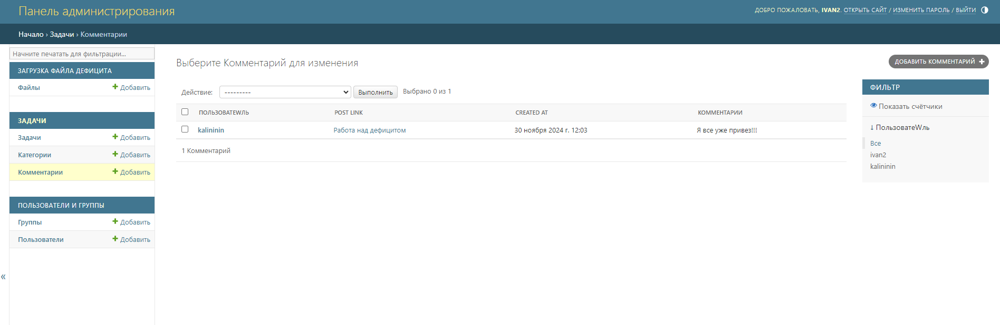 Панель администрирования
ДОБРО ПОЖАЛОВАТЬ, IVAN2. ОТКРЫТЬ САЙТ / ИЗМЕНИТЬ ПАРОЛЬ / ВЫЙТИ
Начало › Задачи › Комментарии
Начните печатать для фильтрации...
ЗАГРУЗКА ФАЙЛА ДЕФИЦИТА
Файлы Добавить
ЗАДАЧИ
Задачи Добавить
Категории Добавить
Комментарии Добавить
ПОЛЬЗОВАТЕЛИ И ГРУППЫ
Группы Добавить
Пользователи Добавить
«
Выберите Комментарий для изменения
ДОБАВИТЬ КОММЕНТАРИЙ
Действие: --------- Выполнить Выбрано 0 из 1
ПОЛЬЗОВАТЕWЛЬ POST LINK CREATED AT КОММЕНТАРИИ
kalininin Работа над дефицитом 30 ноября 2024 г. 12:03 Я все уже привез!!!
1 Комментарий
ФИЛЬТР
Показать счётчики
↓ ПользоватеWль
Все
ivan2
kalininin